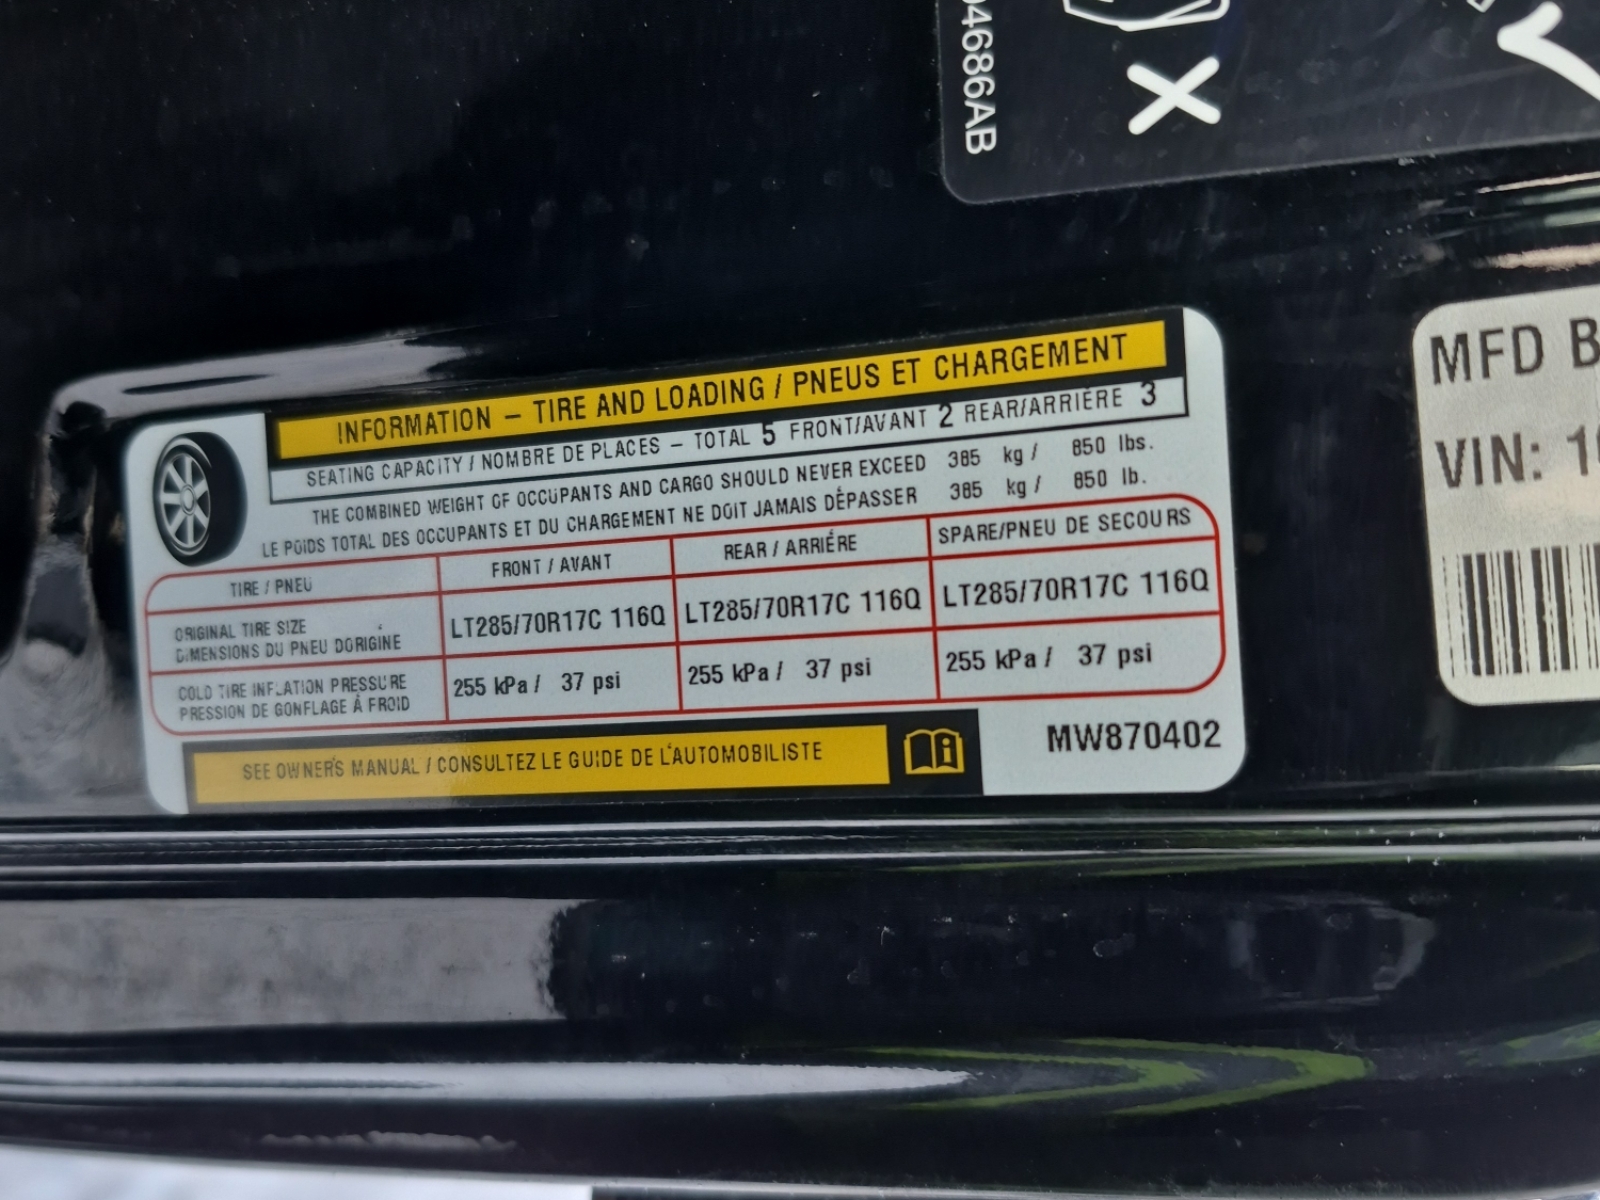 04686AB
INFORMATION – TIRE AND LOADING / PNEUS ET CHARGEMENT
SEATING CAPACITY / NOMBRE DE PLACES – TOTAL 5 FRONT/AVANT 2 REAR/ARRIÉRE 3
THE COMBINED WEIGHT OF OCCUPANTS AND CARGO SHOULD NEVER EXCEED 385 kg / 850 lbs.
LE POIDS TOTAL DES OCCUPANTS ET DU CHARGEMENT NE DOIT JAMAIS DÉPASSER 385 kg / 850 lb.
TIRE / PNEU FRONT / AVANT REAR / ARRIÉRE SPARE/PNEU DE SECOURS
ORIGINAL TIRE SIZE
DIMENSIONS DU PNEU D'ORIGINE
LT285/70R17C 116Q LT285/70R17C 116Q LT285/70R17C 116Q
COLD TIRE INFLATION PRESSURE
PRESSION DE GONFLAGE À FROID
255 kPa / 37 psi 255 kPa / 37 psi 255 kPa / 37 psi
SEE OWNER'S MANUAL / CONSULTEZ LE GUIDE DE L'AUTOMOBILISTE
MW870402
MFD B
VIN: 1